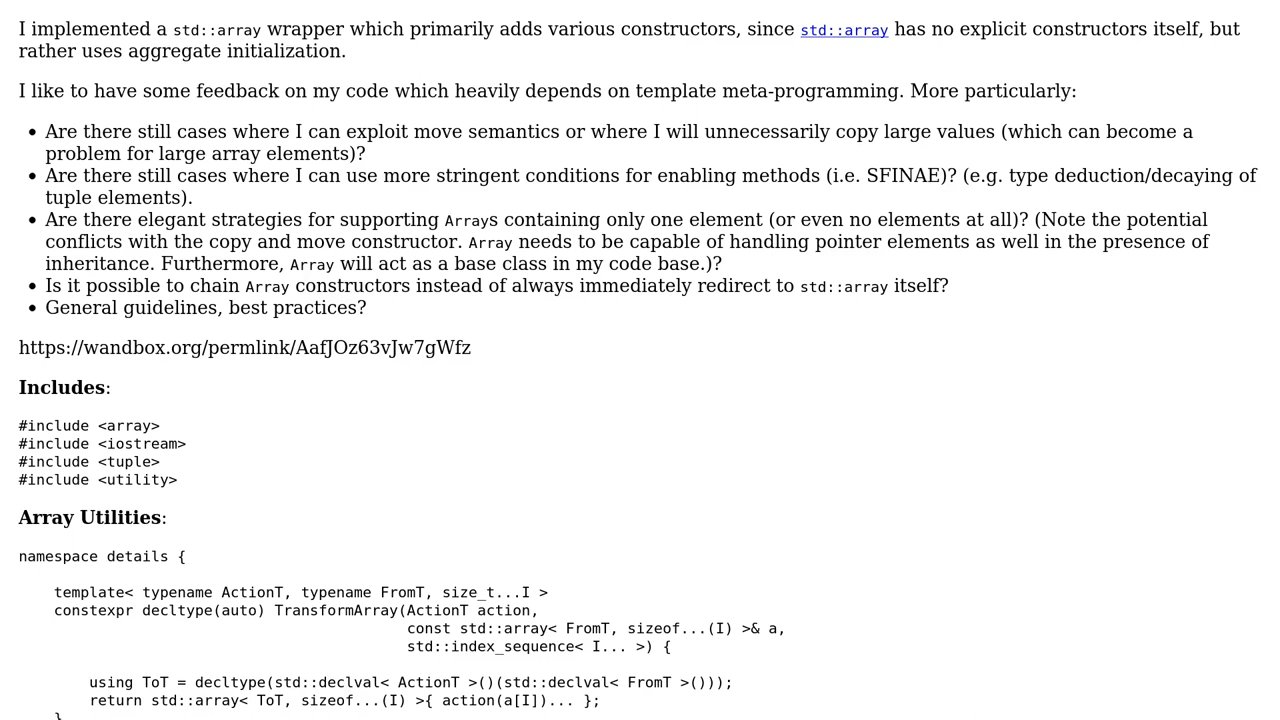 I implemented a std::array wrapper which primarily adds various constructors, since std::array has no explicit constructors itself, but
rather uses aggregate initialization.
I like to have some feedback on my code which heavily depends on template meta-programming. More particularly:
• Are there still cases where I can exploit move semantics or where I will unnecessarily copy large values (which can become a
problem for large array elements)?
• Are there still cases where I can use more stringent conditions for enabling methods (i.e. SFINAE)? (e.g. type deduction/decaying of
tuple elements).
• Are there elegant strategies for supporting Arrays containing only one element (or even no elements at all)? (Note the potential
conflicts with the copy and move constructor. Array needs to be capable of handling pointer elements as well in the presence of
inheritance. Furthermore, Array will act as a base class in my code base.)?
• Is it possible to chain Array constructors instead of always immediately redirect to std::array itself?
• General guidelines, best practices?
https://wandbox.org/permlink/AafJOz63vJw7gWfz
Includes:
#include <array>
#include <iostream>
#include <tuple>
#include <utility>
Array Utilities:
namespace details {
template< typename ActionT, typename FromT, size_t...I >
constexpr decltype(auto) TransformArray(ActionT action,
const std::array< FromT, sizeof...(I) >& a,
std::index_sequence< I... >) {
using ToT = decltype(std::declval< ActionT >()(std::declval< FromT >()));
return std::array< ToT, sizeof...(I) >{ action(a[I])... };
}